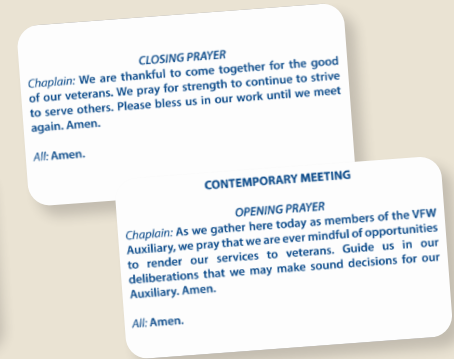 CLOSING PRAYER
Chaplain: We are thankful to come together for the good
of our veterans. We pray for strength to continue to strive
to serve others. Please bless us in our work until we meet
again. Amen.
All: Amen.
CONTEMPORARY MEETING
OPENING PRAYER
Chaplain: As we gather here today as members of the VFW
Auxiliary, we pray that we are ever mindful of opportunities
to render our services to veterans. Guide us in our
deliberations that we may make sound decisions for our
Auxiliary. Amen.
All: Amen.